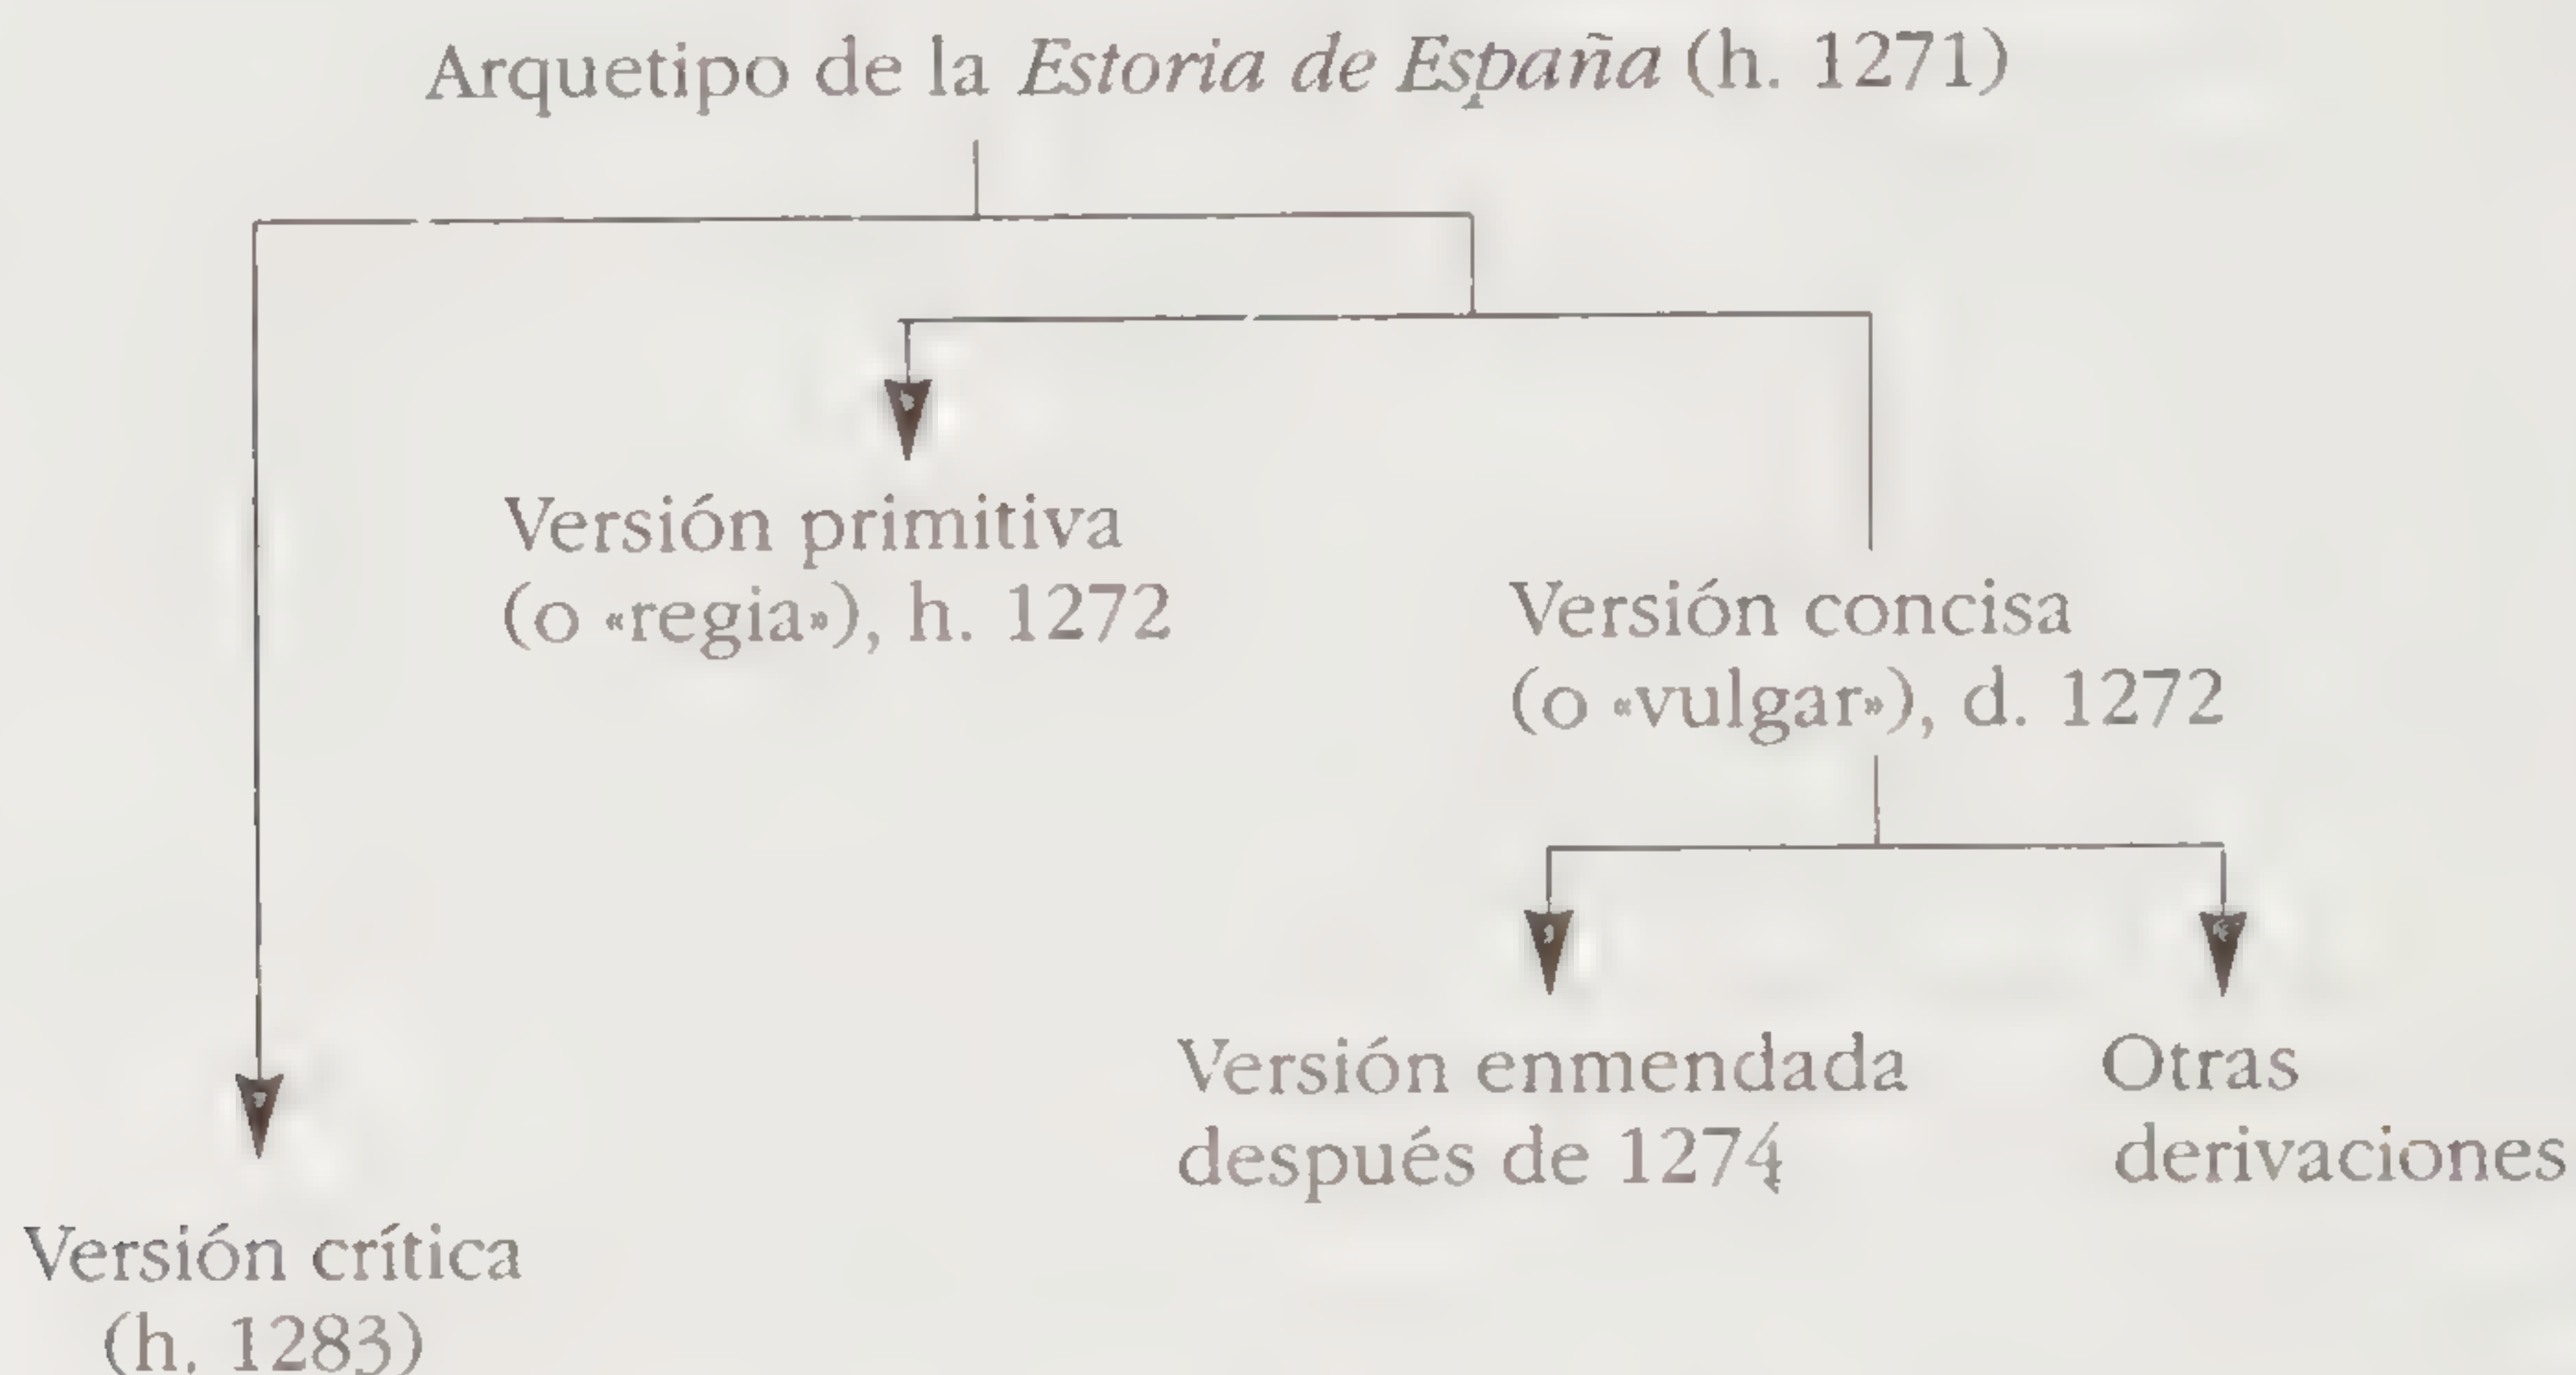 Arquetipo de la Estoria de España (h. 1271)
Versión primitiva
(o «regia»), h. 1272
Versión concisa
(o «vulgar»), d. 1272
Versión enmendada
después de 1274
Otras
derivaciones
Versión crítica
(h. 1283)